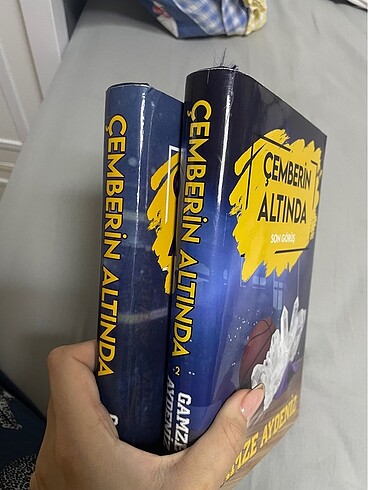 ÇEMBERİN ALTINDA
ÇEMBERİN ALTINDA
2
GAMZE
AYDENİZ
ÇEMBERİN
ALTINDA
SON GÖRÜŞ
AYDENİZ